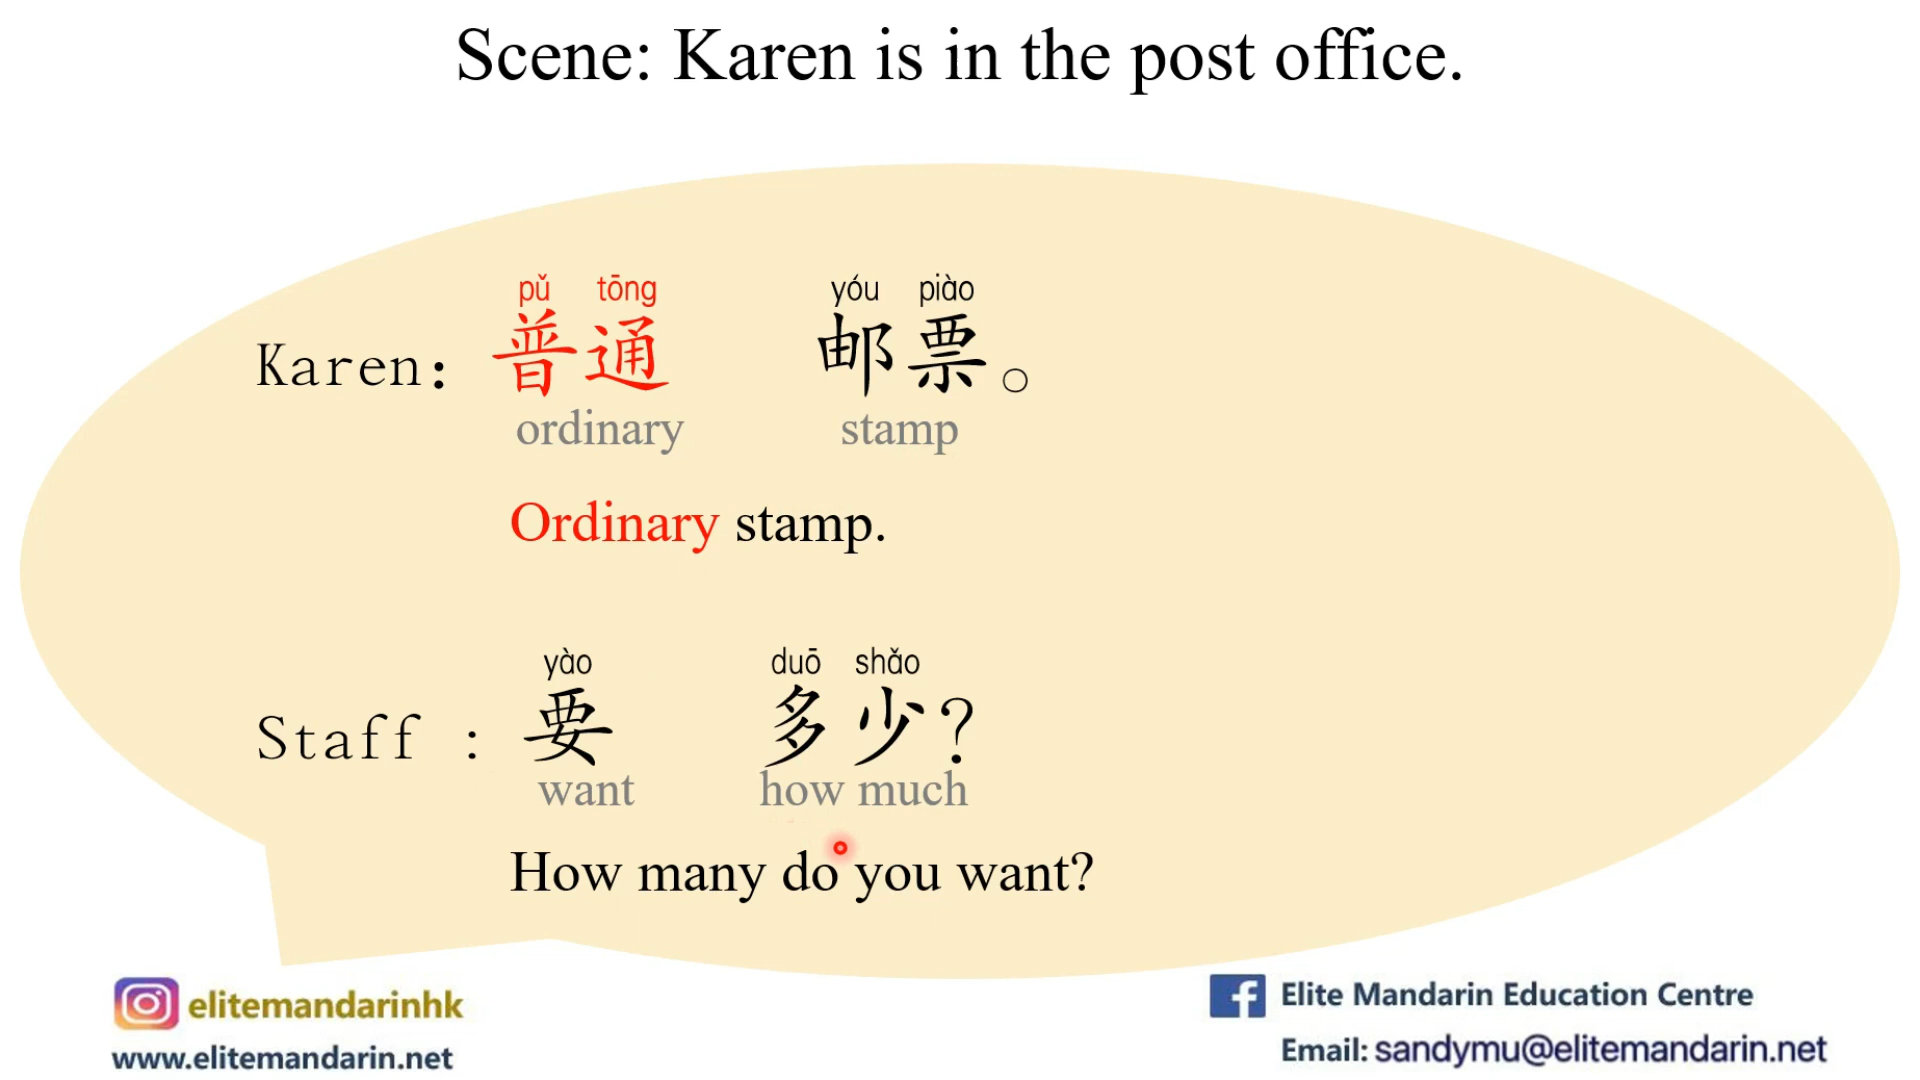 Scene: Karen is in the post office.
pǔ tōng yóu piào
Karen: 普通 邮票。
ordinary stamp
Ordinary stamp.
yào duō shǎo
Staff : 要 多少?
want how much
How many do you want?
elitemandarinhk
www.elitemandarin.net
Elite Mandarin Education Centre
Email: sandymu@elitemandarin.net